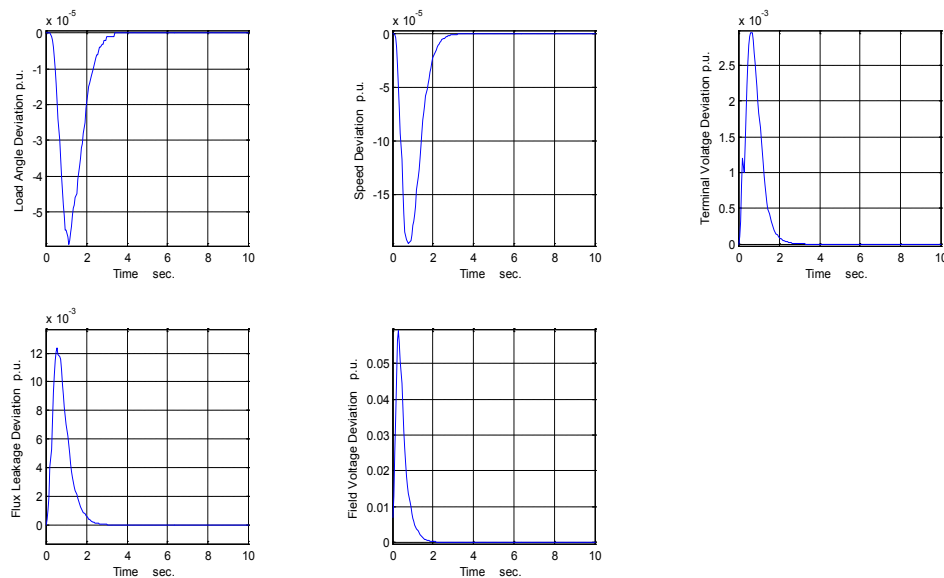 x 10-5
0
-1
-2
-3
-4
-5
0 2 4 6 8 10
Time sec.
Load Angle Deviation p.u.
x 10-5
0
-5
-10
-15
0 2 4 6 8 10
Time sec.
Speed Deviation p.u.
x 10-3
2.5
2
1.5
1
0.5
0
0 2 4 6 8 10
Time sec.
Terminal Volatge Deviation p.u.
x 10-3
12
10
8
6
4
2
0
0 2 4 6 8 10
Time sec.
Flux Leakage Deviation p.u.
0.05
0.04
0.03
0.02
0.01
0
0 2 4 6 8 10
Time sec.
Field Voltage Deviation p.u.